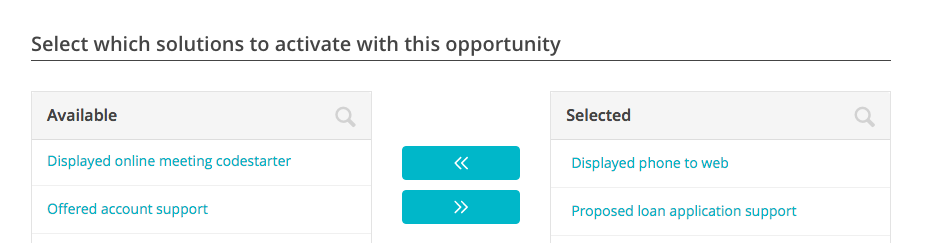 Select which solutions to activate with this opportunity
Available
Selected
Displayed online meeting codestarter
Displayed phone to web
Offered account support
Proposed loan application support